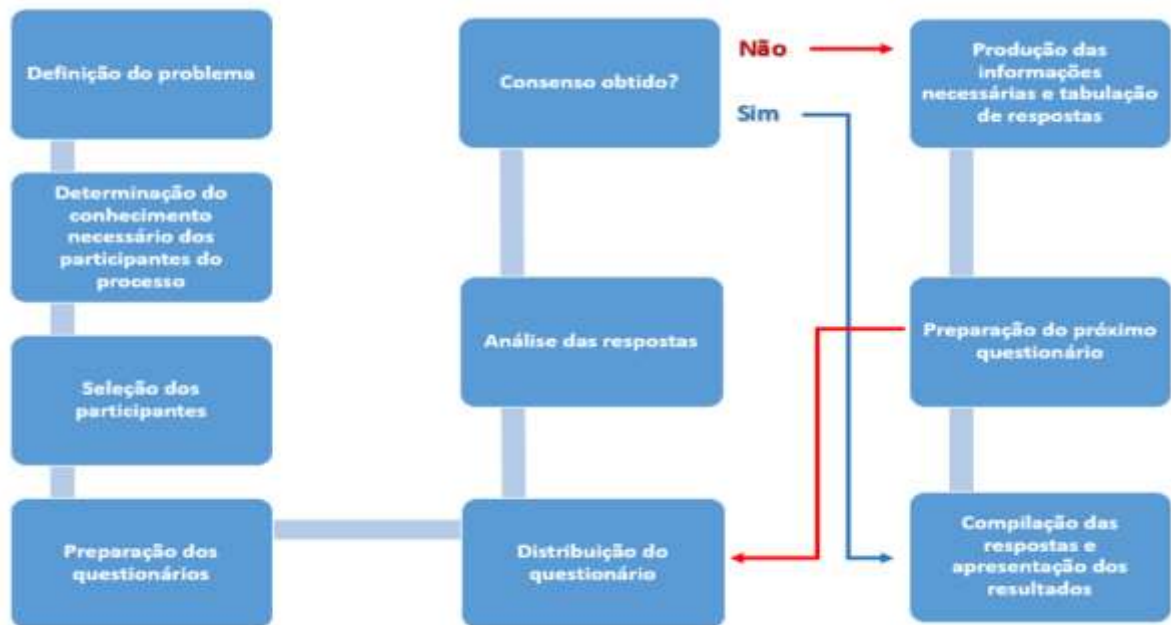 Definição do problema
Determinação do
conhecimento
necessário dos
participantes do
processo
Seleção dos
participantes
Preparação dos
questionários
Consenso obtido?
Análise das respostas
Distribuição do
questionário
Não
Sim
Produção das
informações
necessárias e tabulação
de respostas
Preparação do próximo
questionário
Compilação das
respostas e
apresentação dos
resultados